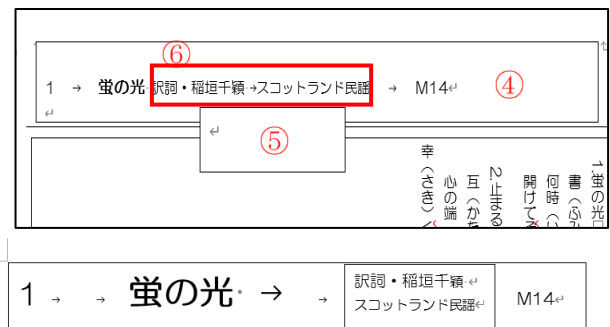 ⑥
1 → 蛍の光 訳詞・稲垣千穎→スコットランド民謡 → M14↵
④
↵
↵
⑤
1.蛍の光
書(ふみ
何時(い
開けてぞ
2.止まる
互(かた
心の端
幸(さきく
1 → → 蛍の光 → →
訳詞・稲垣千穎↵
スコットランド民謡↵
M14↵